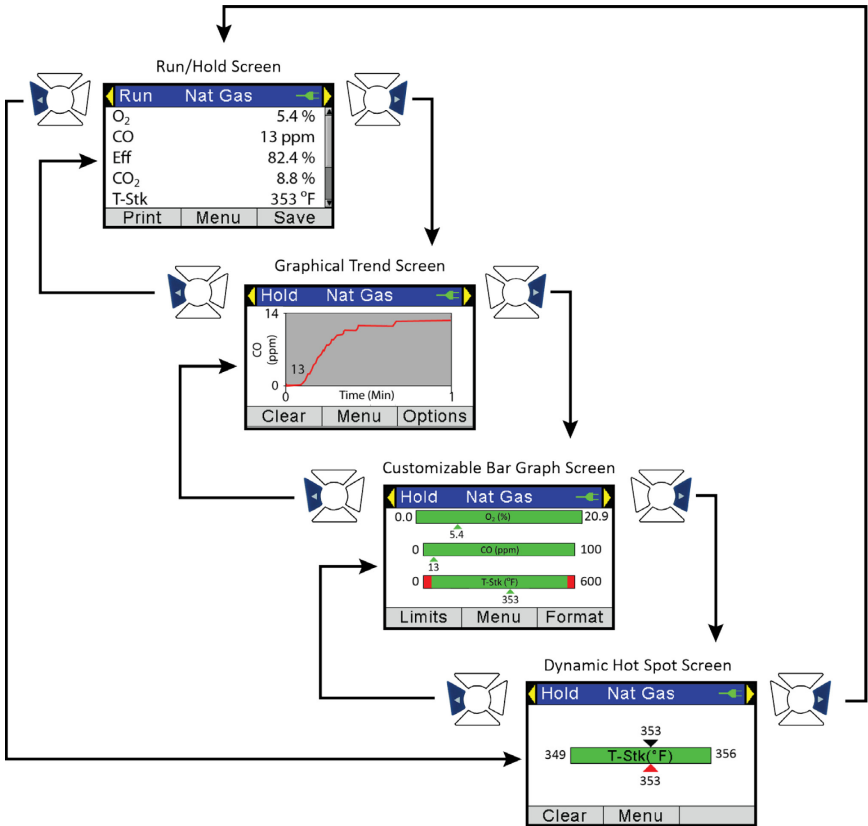 Run/Hold Screen
Run Nat Gas
O₂ 5.4 %
CO 13 ppm
Eff 82.4 %
CO₂ 8.8 %
T-Stk 353 °F
Print Menu Save
Graphical Trend Screen
Hold Nat Gas
14
CO
(ppm)
13
0
0 Time (Min) 1
Clear Menu Options
Customizable Bar Graph Screen
Hold Nat Gas
0.0 O₂ (%) 20.9
5.4
0 CO (ppm) 100
13
0 T-Stk (°F) 600
353
Limits Menu Format
Dynamic Hot Spot Screen
Hold Nat Gas
353
349 T-Stk(°F) 356
353
Clear Menu